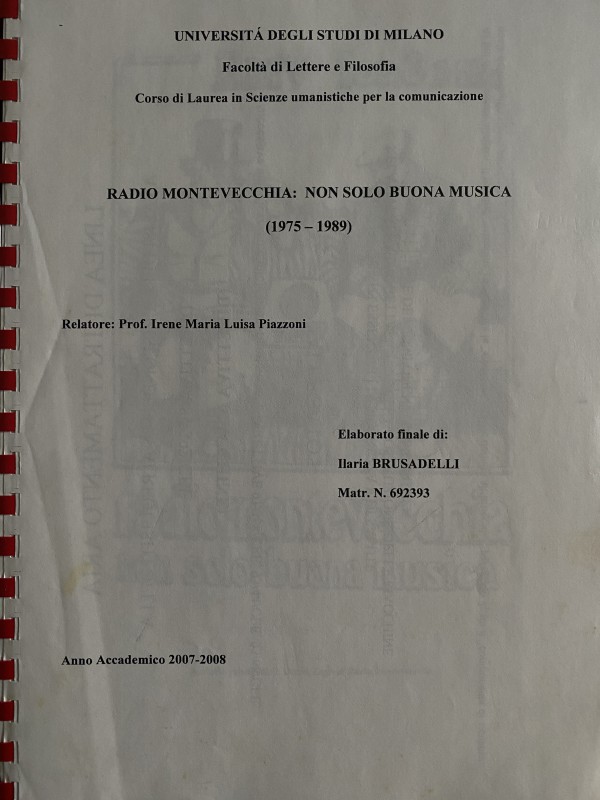 UNIVERSITÁ DEGLI STUDI DI MILANO
Facoltà di Lettere e Filosofia
Corso di Laurea in Scienze umanistiche per la comunicazione
RADIO MONTEVECCHIA: NON SOLO BUONA MUSICA
(1975 – 1989)
Relatore: Prof. Irene Maria Luisa Piazzoni
Elaborato finale di:
Ilaria BRUSADELLI
Matr. N. 692393
Anno Accademico 2007-2008